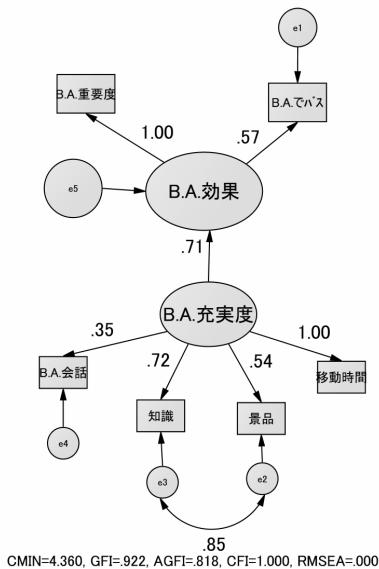 e1
B.A.重要度
B.A.でﾊﾞｽ
1.00
.57
e5
B.A.効果
.71
B.A.充実度
.35
1.00
.72
.54
B.A.会話
移動時間
知識
景品
e4
e3
e2
.85
CMIN=4.360, GFI=.922, AGFI=.818, CFI=1.000, RMSEA=.000